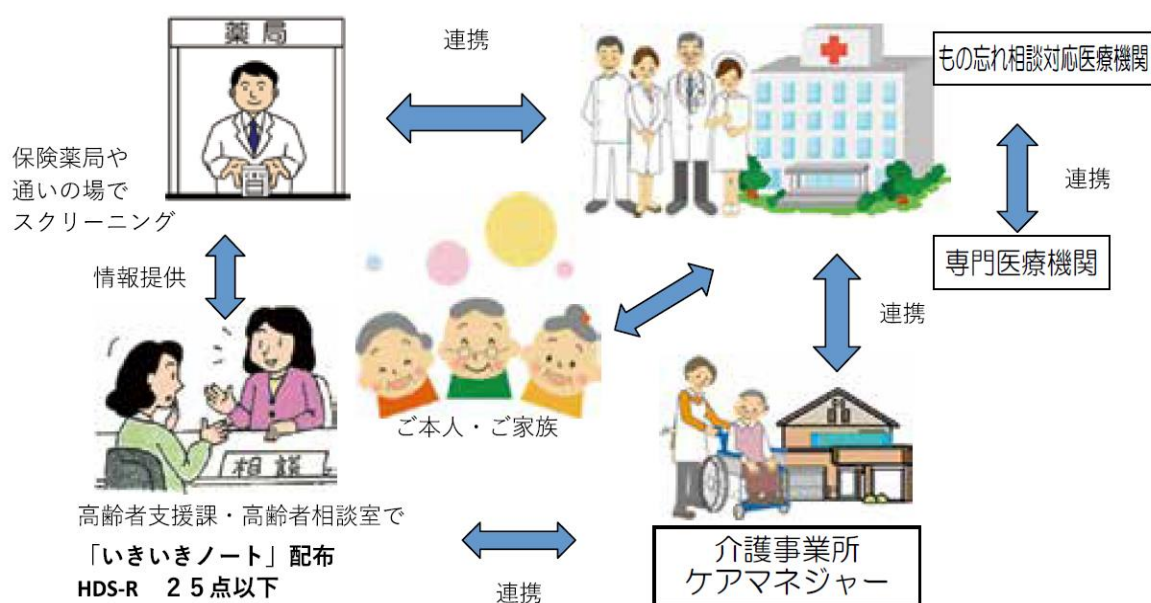 薬局
連携
もの忘れ相談対応医療機関
保険薬局や
通いの場で
スクリーニング
連携
情報提供
専門医療機関
連携
ご本人・ご家族
相談
高齢者支援課・高齢者相談室で
「いきいきノート」配布
HDS-R　２５点以下
連携
介護事業所
ケアマネジャー